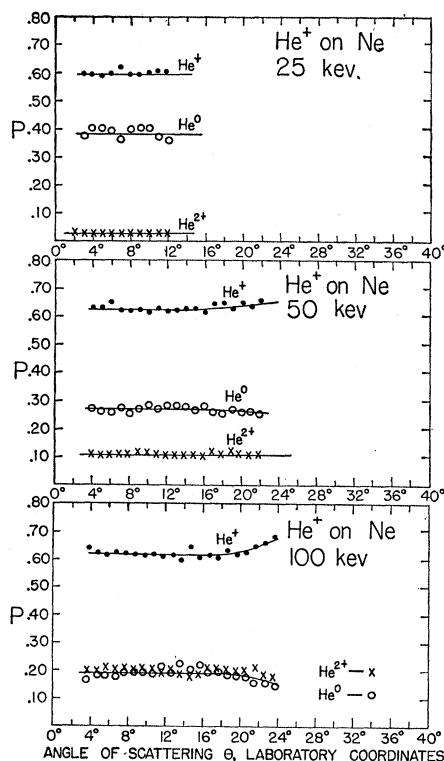 .80
.70
.60
.50
P .40
.30
.20
.10
He⁺ on Ne
25 kev.
He⁺
He⁰
He²⁺
0° 4° 8° 12° 16° 20° 24° 28° 32° 36° 40°
.80
.70
.60
.50
P .40
.30
.20
.10
He⁺ on Ne
50 kev
He⁺
He⁰
He²⁺
0° 4° 8° 12° 16° 20° 24° 28° 32° 36° 40°
.80
.70
.60
.50
P .40
.30
.20
.10
He⁺ on Ne
100 kev
He⁺
He²⁺—x
He⁰—o
0° 4° 8° 12° 16° 20° 24° 28° 32° 36° 40°
ANGLE OF SCATTERING θ, LABORATORY COORDINATES